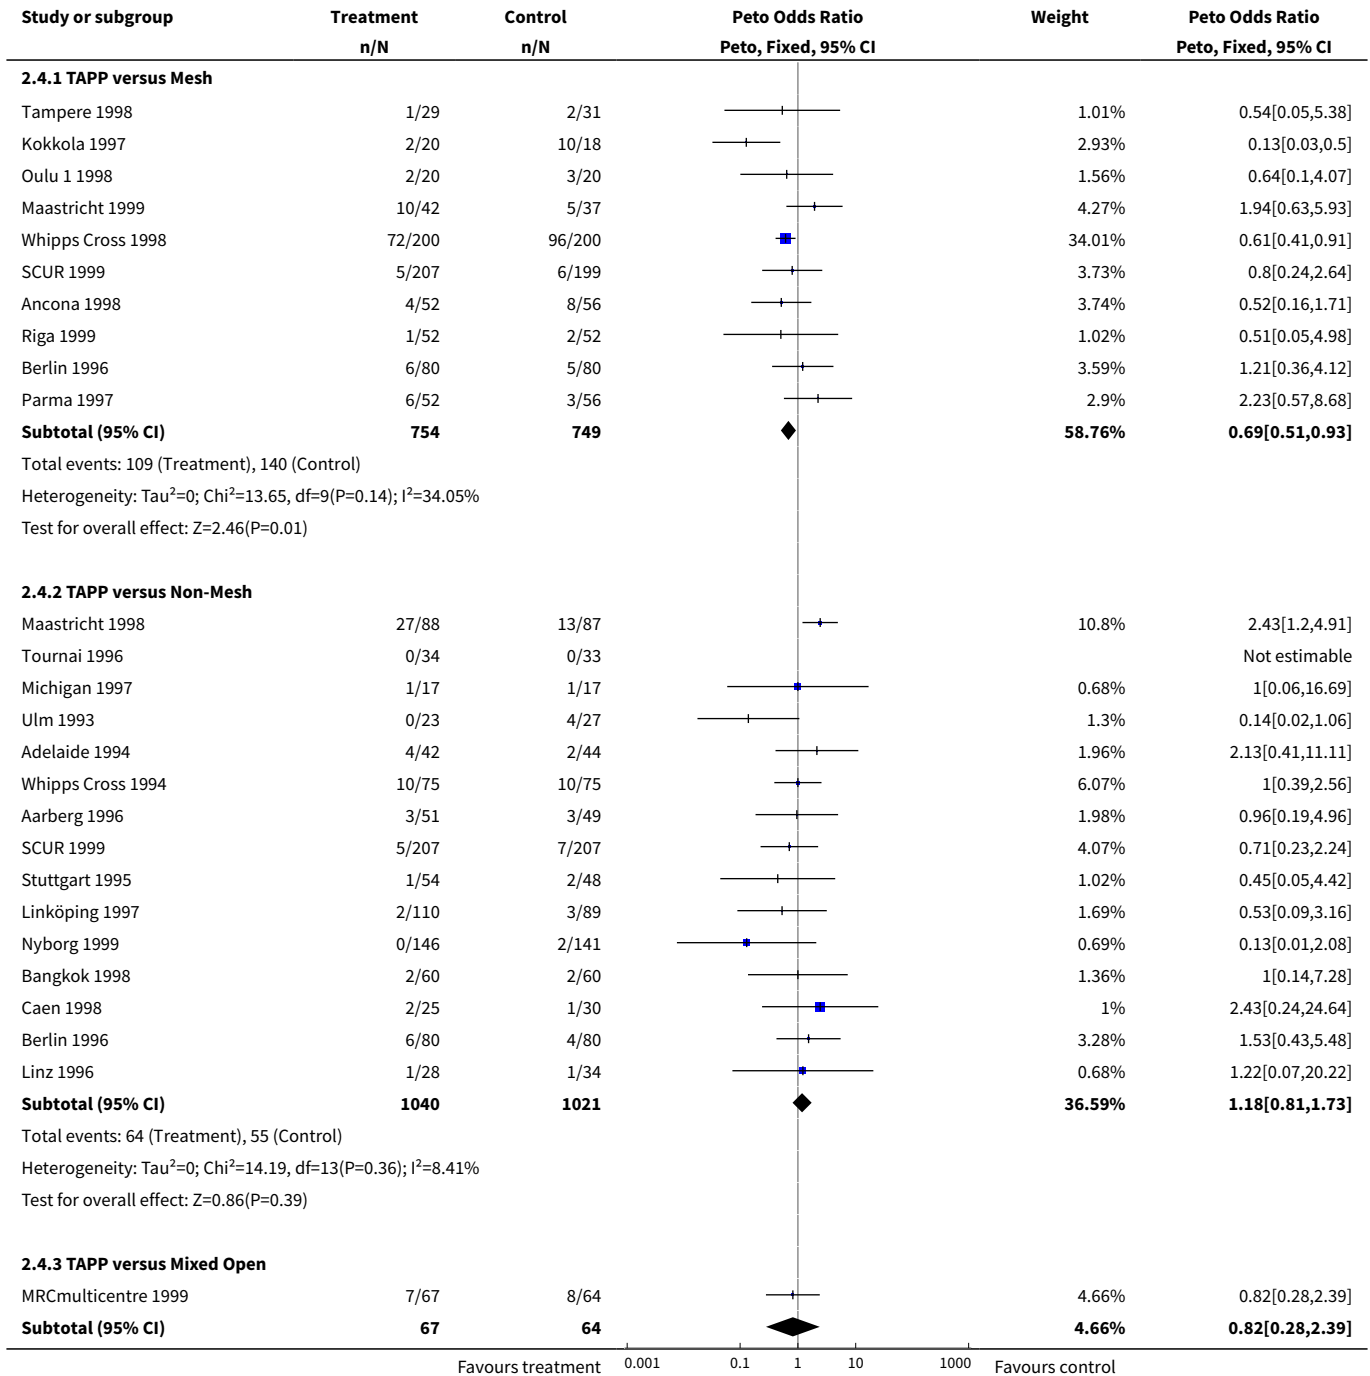 Study or subgroup Treatment Control Peto Odds Ratio Weight Peto Odds Ratio
n/N n/N Peto, Fixed, 95% CI Peto, Fixed, 95% CI
2.4.1 TAPP versus Mesh
Tampere 1998 1/29 2/31 1.01% 0.54[0.05,5.38]
Kokkola 1997 2/20 10/18 2.93% 0.13[0.03,0.5]
Oulu 1 1998 2/20 3/20 1.56% 0.64[0.1,4.07]
Maastricht 1999 10/42 5/37 4.27% 1.94[0.63,5.93]
Whipps Cross 1998 72/200 96/200 34.01% 0.61[0.41,0.91]
SCUR 1999 5/207 6/199 3.73% 0.8[0.24,2.64]
Ancona 1998 4/52 8/56 3.74% 0.52[0.16,1.71]
Riga 1999 1/52 2/52 1.02% 0.51[0.05,4.98]
Berlin 1996 6/80 5/80 3.59% 1.21[0.36,4.12]
Parma 1997 6/52 3/56 2.9% 2.23[0.57,8.68]
Subtotal (95% CI) 754 749 58.76% 0.69[0.51,0.93]
Total events: 109 (Treatment), 140 (Control)
Heterogeneity: Tau²=0; Chi²=13.65, df=9(P=0.14); I²=34.05%
Test for overall effect: Z=2.46(P=0.01)
2.4.2 TAPP versus Non-Mesh
Maastricht 1998 27/88 13/87 10.8% 2.43[1.2,4.91]
Tournai 1996 0/34 0/33 Not estimable
Michigan 1997 1/17 1/17 0.68% 1[0.06,16.69]
Ulm 1993 0/23 4/27 1.3% 0.14[0.02,1.06]
Adelaide 1994 4/42 2/44 1.96% 2.13[0.41,11.11]
Whipps Cross 1994 10/75 10/75 6.07% 1[0.39,2.56]
Aarberg 1996 3/51 3/49 1.98% 0.96[0.19,4.96]
SCUR 1999 5/207 7/207 4.07% 0.71[0.23,2.24]
Stuttgart 1995 1/54 2/48 1.02% 0.45[0.05,4.42]
Linköping 1997 2/110 3/89 1.69% 0.53[0.09,3.16]
Nyborg 1999 0/146 2/141 0.69% 0.13[0.01,2.08]
Bangkok 1998 2/60 2/60 1.36% 1[0.14,7.28]
Caen 1998 2/25 1/30 1% 2.43[0.24,24.64]
Berlin 1996 6/80 4/80 3.28% 1.53[0.43,5.48]
Linz 1996 1/28 1/34 0.68% 1.22[0.07,20.22]
Subtotal (95% CI) 1040 1021 36.59% 1.18[0.81,1.73]
Total events: 64 (Treatment), 55 (Control)
Heterogeneity: Tau²=0; Chi²=14.19, df=13(P=0.36); I²=8.41%
Test for overall effect: Z=0.86(P=0.39)
2.4.3 TAPP versus Mixed Open
MRCmulticentre 1999 7/67 8/64 4.66% 0.82[0.28,2.39]
Subtotal (95% CI) 67 64 4.66% 0.82[0.28,2.39]
Favours treatment 0.001 0.1 1 10 1000 Favours control